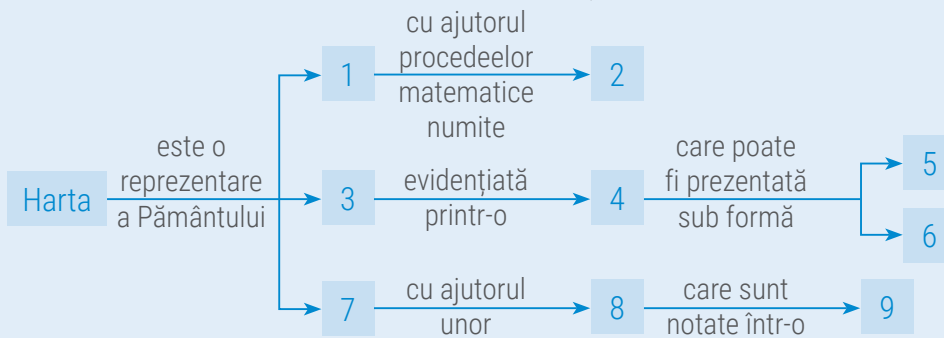 cu ajutorul
procedeelor
matematice
numite
1
2
Harta
este o
reprezentare
a Pământului
3
evidențiată
printr-o
4
care poate
fi prezentată
sub formă
5
6
7
cu ajutorul
unor
8
care sunt
notate într-o
9